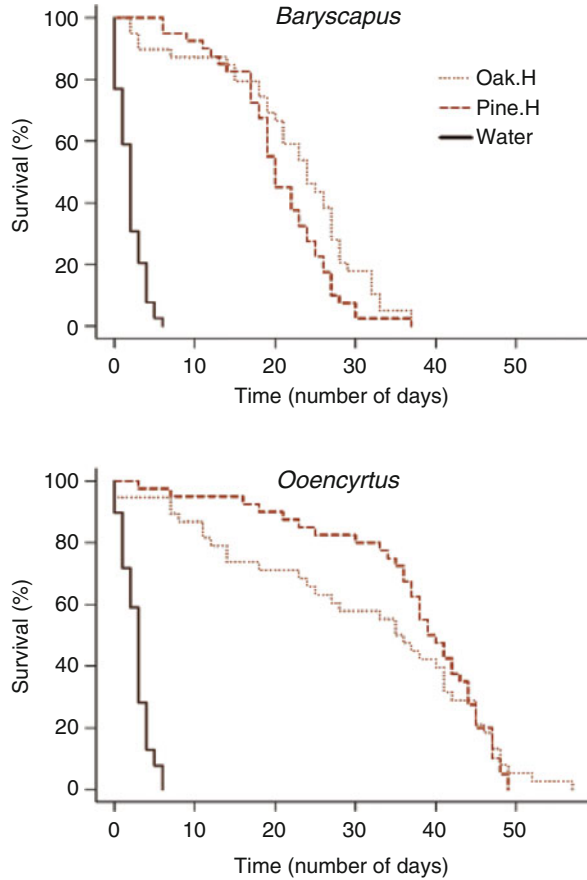 Baryscapus
100
80
60
40
20
0
Survival (%)
Oak.H
Pine.H
Water
0 10 20 30 40 50
Time (number of days)
Ooencyrtus
100
80
60
40
20
0
Survival (%)
0 10 20 30 40 50
Time (number of days)